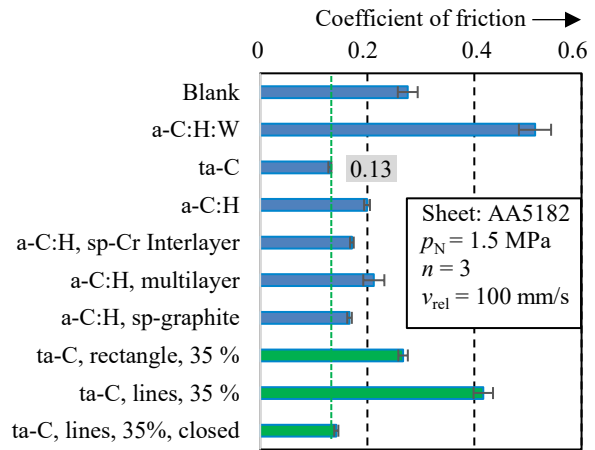 Coefficient of friction
0 0.2 0.4 0.6
Blank
a-C:H:W
ta-C
0.13
a-C:H
a-C:H, sp-Cr Interlayer
a-C:H, multilayer
a-C:H, sp-graphite
ta-C, rectangle, 35 %
ta-C, lines, 35 %
ta-C, lines, 35%, closed
Sheet: AA5182
pN = 1.5 MPa
n = 3
vrel = 100 mm/s